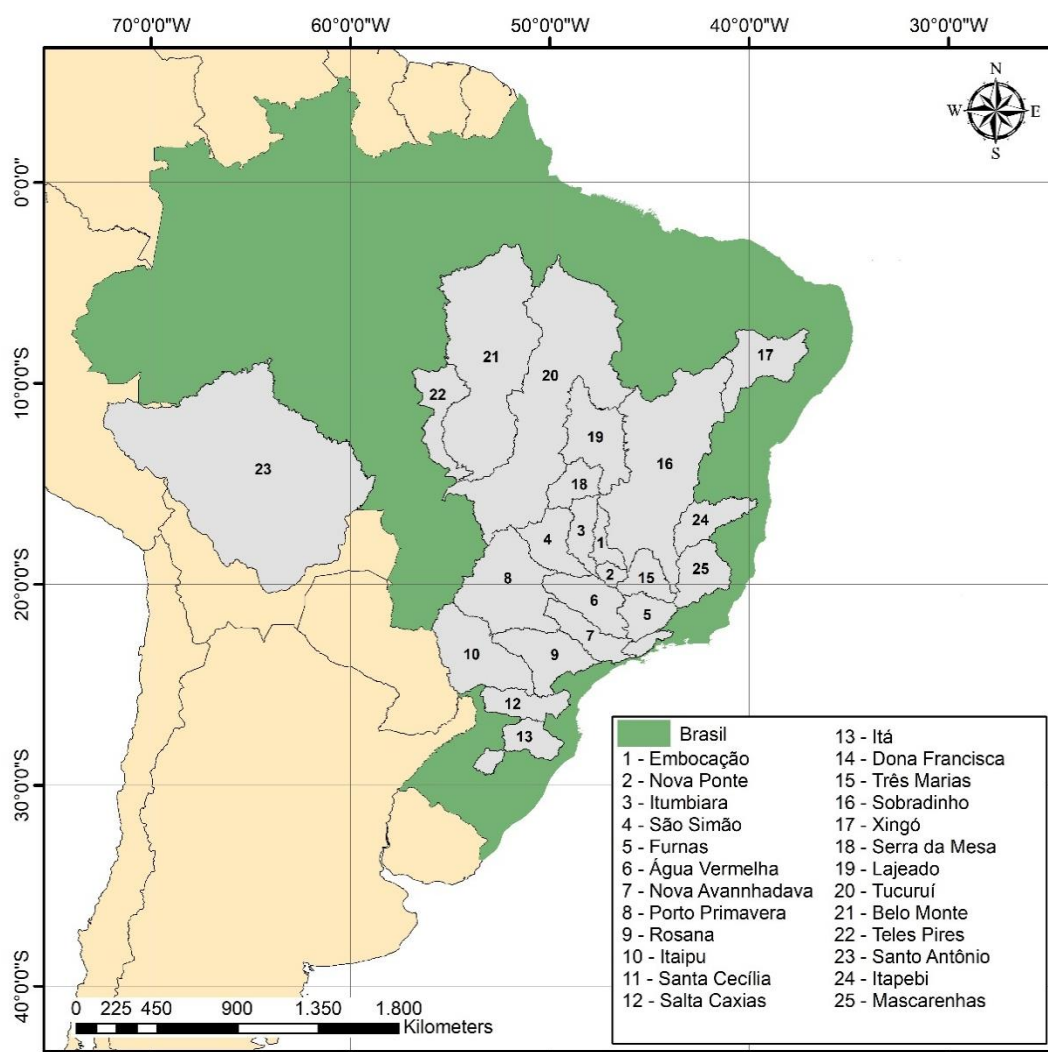 70°0'0"W 60°0'0"W 50°0'0"W 40°0'0"W 30°0'0"W
N
W E
S
0°0'0"
10°0'0"S
20°0'0"S
30°0'0"S
40°0'0"S
21
17
22
20
19
16
23
18
24
3
4
1
25
2
15
8
6
5
7
9
10
12
13
Brasil
1 - Embocação
2 - Nova Ponte
3 - Itumbiara
4 - São Simão
5 - Furnas
6 - Água Vermelha
7 - Nova Avannhadava
8 - Porto Primavera
9 - Rosana
10 - Itaipu
11 - Santa Cecília
12 - Salta Caxias
13 - Itá
14 - Dona Francisca
15 - Três Marias
16 - Sobradinho
17 - Xingó
18 - Serra da Mesa
19 - Lajeado
20 - Tucuruí
21 - Belo Monte
22 - Teles Pires
23 - Santo Antônio
24 - Itapebi
25 - Mascarenhas
0 225 450 900 1.350 1.800
Kilometers